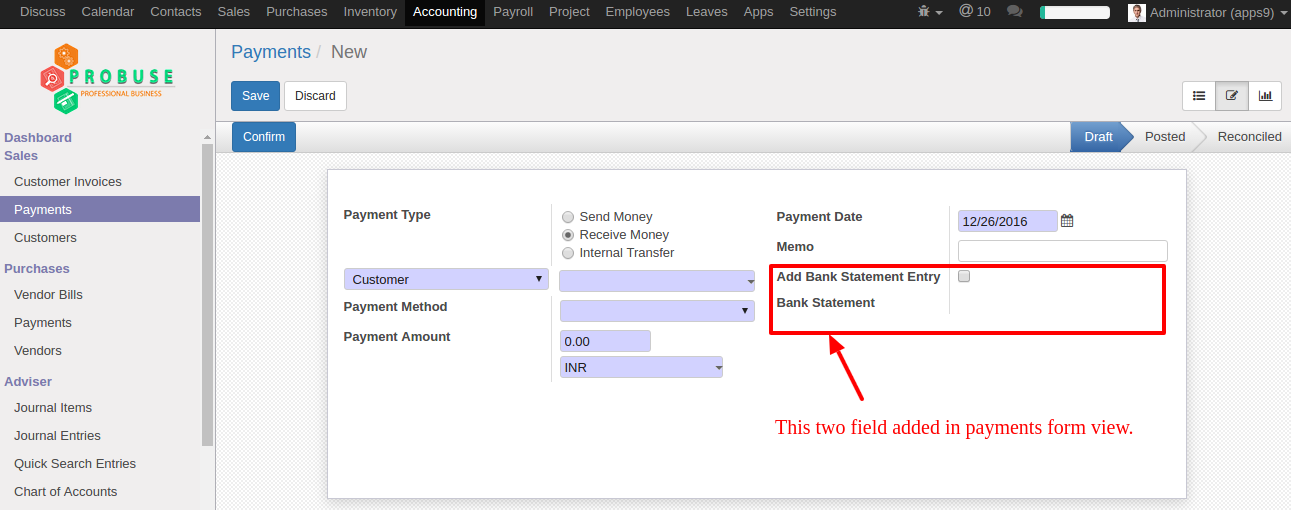 Discuss Calendar Contacts Sales Purchases Inventory Accounting Payroll Project Employees Leaves Apps Settings @ 10 Administrator (apps9)
PROBUSE
PROFESSIONAL BUSINESS
Payments / New
Save Discard
Confirm Draft Posted Reconciled
Dashboard
Sales
Customer Invoices
Payments
Customers
Purchases
Vendor Bills
Payments
Vendors
Adviser
Journal Items
Journal Entries
Quick Search Entries
Chart of Accounts
Payment Type
Send Money
Receive Money
Internal Transfer
Customer
Payment Method
Payment Amount 0.00
INR
Payment Date 12/26/2016
Memo
Add Bank Statement Entry
Bank Statement
This two field added in payments form view.